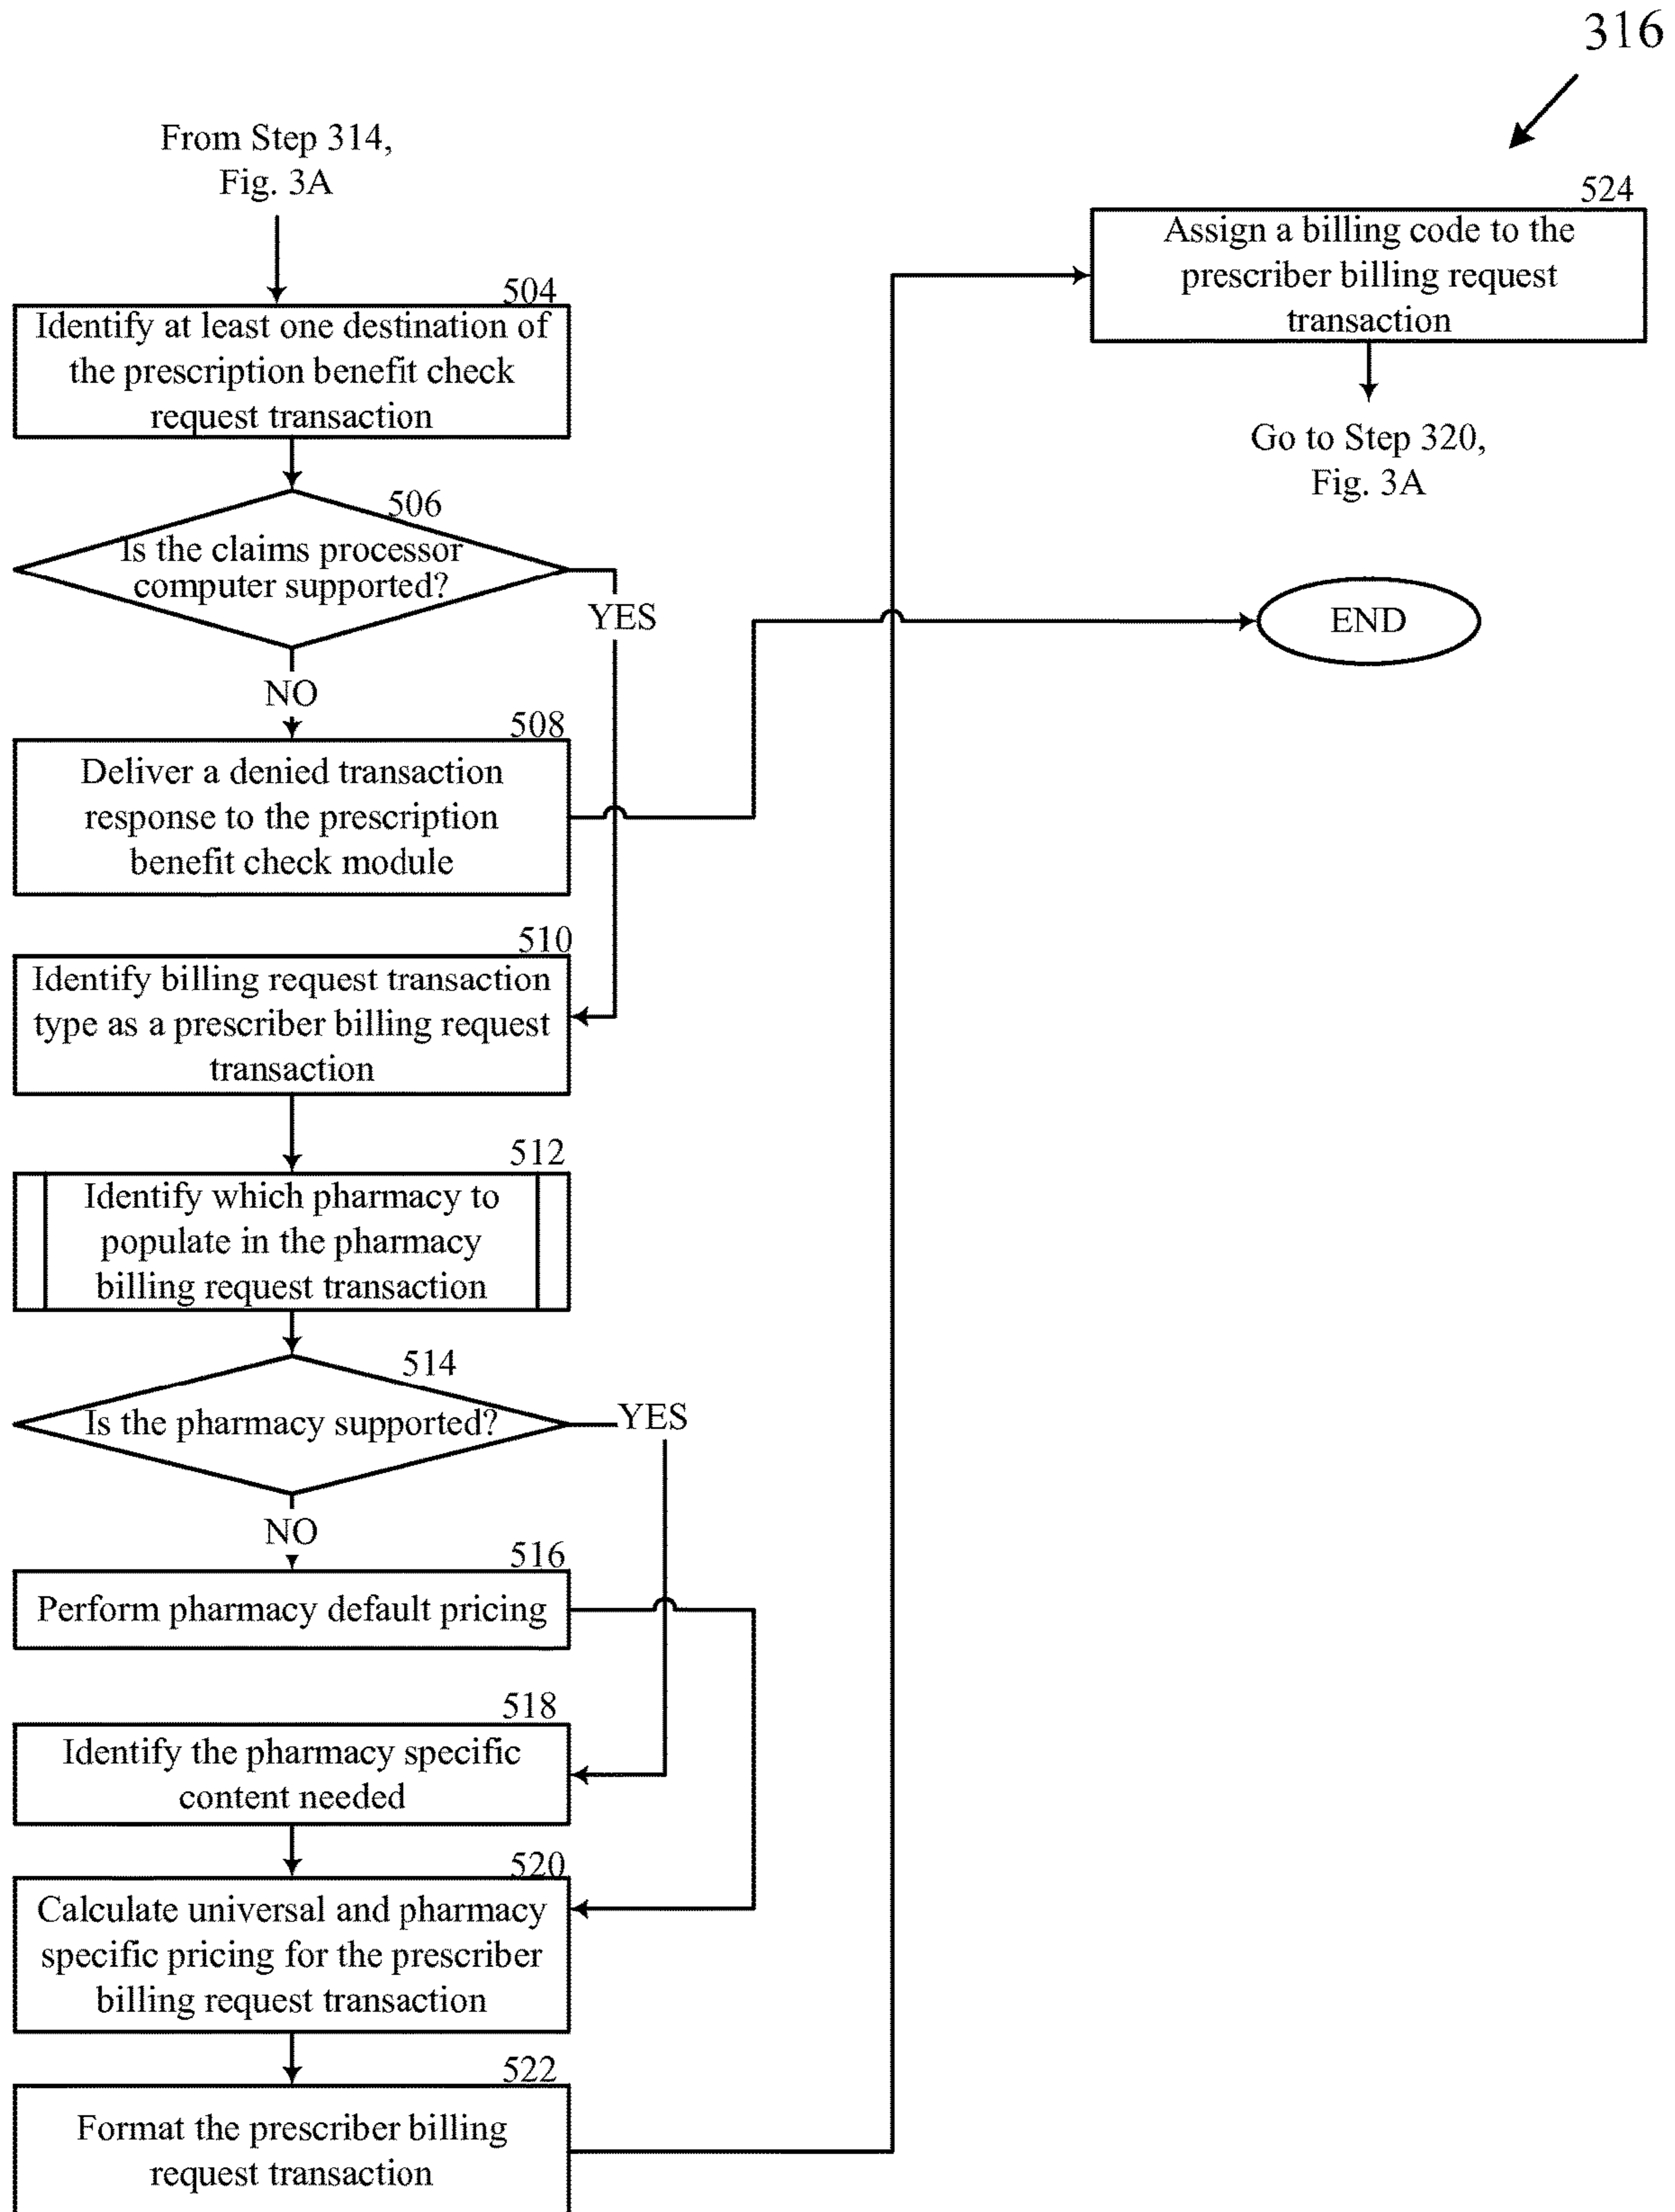 316
From Step 314,
Fig. 3A
504
Identify at least one destination of
the prescription benefit check
request transaction
506
Is the claims processor
computer supported?
YES
NO
508
Deliver a denied transaction
response to the prescription
benefit check module
510
Identify billing request transaction
type as a prescriber billing request
transaction
512
Identify which pharmacy to
populate in the pharmacy
billing request transaction
514
Is the pharmacy supported?
YES
NO
516
Perform pharmacy default pricing
518
Identify the pharmacy specific
content needed
520
Calculate universal and pharmacy
specific pricing for the prescriber
billing request transaction
522
Format the prescriber billing
request transaction
524
Assign a billing code to the
prescriber billing request
transaction
Go to Step 320,
Fig. 3A
END